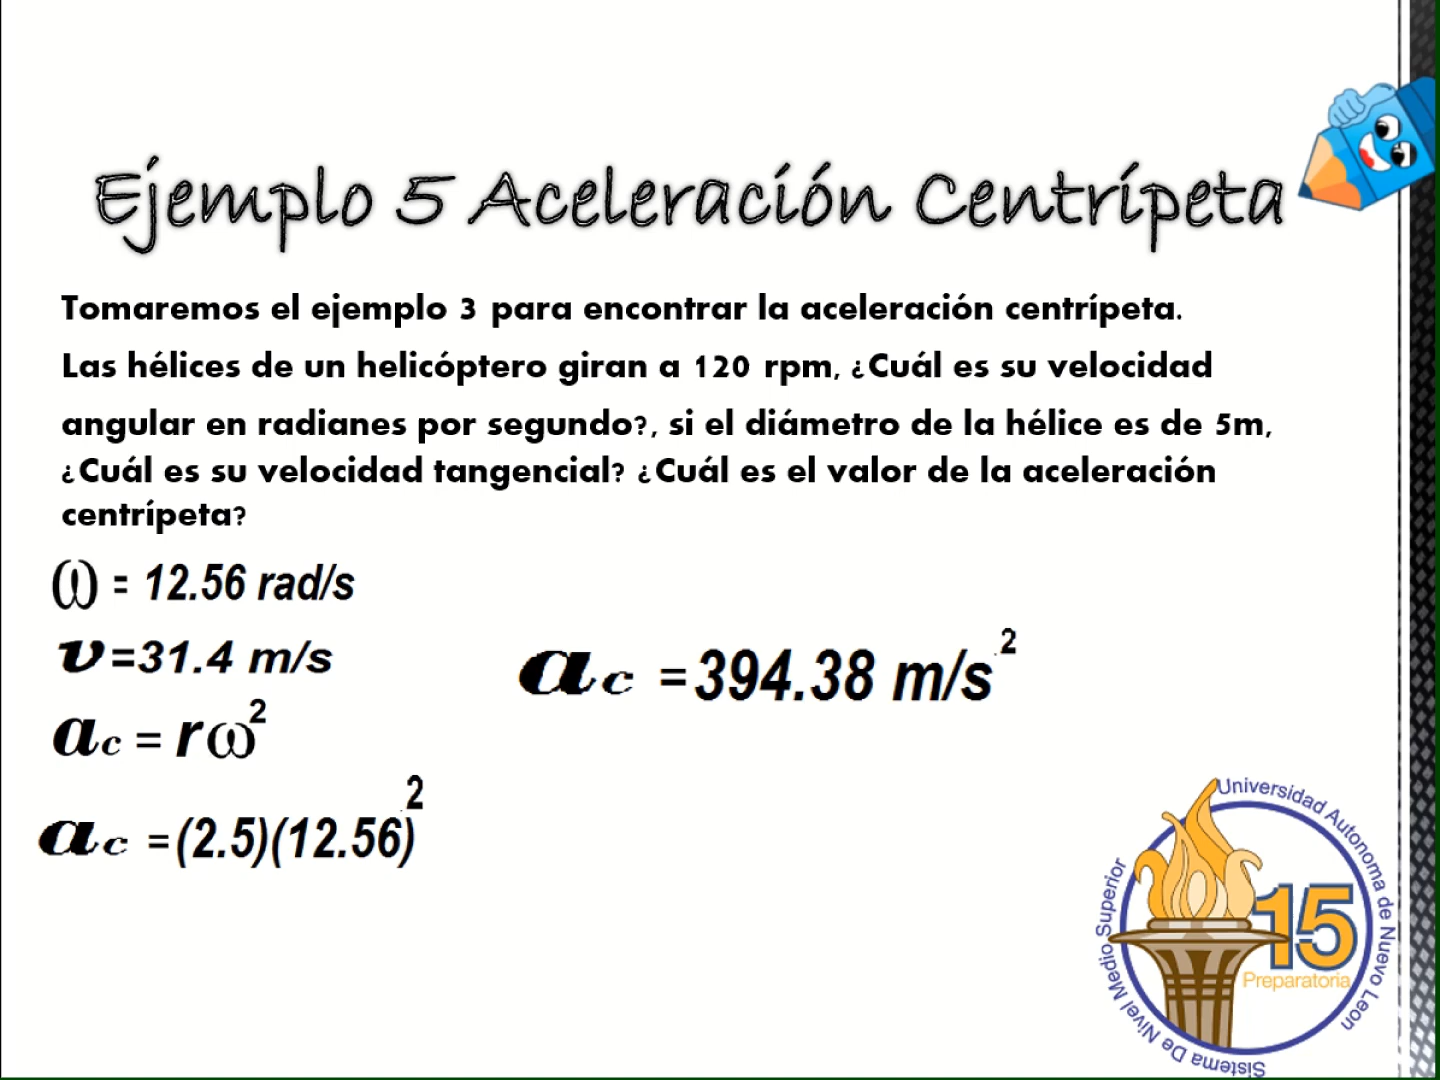 Ejemplo 5 Aceleración Centrípeta
Tomaremos el ejemplo 3 para encontrar la aceleración centrípeta.
Las hélices de un helicóptero giran a 120 rpm, ¿Cuál es su velocidad
angular en radianes por segundo?, si el diámetro de la hélice es de 5m,
¿Cuál es su velocidad tangencial? ¿Cuál es el valor de la aceleración
centrípeta?
ω = 12.56 rad/s
v =31.4 m/s
ac = rω²
ac =(2.5)(12.56)²
ac =394.38 m/s²
Universidad Autonoma de Nuevo Leon
Sistema De Nivel Medio Superior
15
Preparatoria